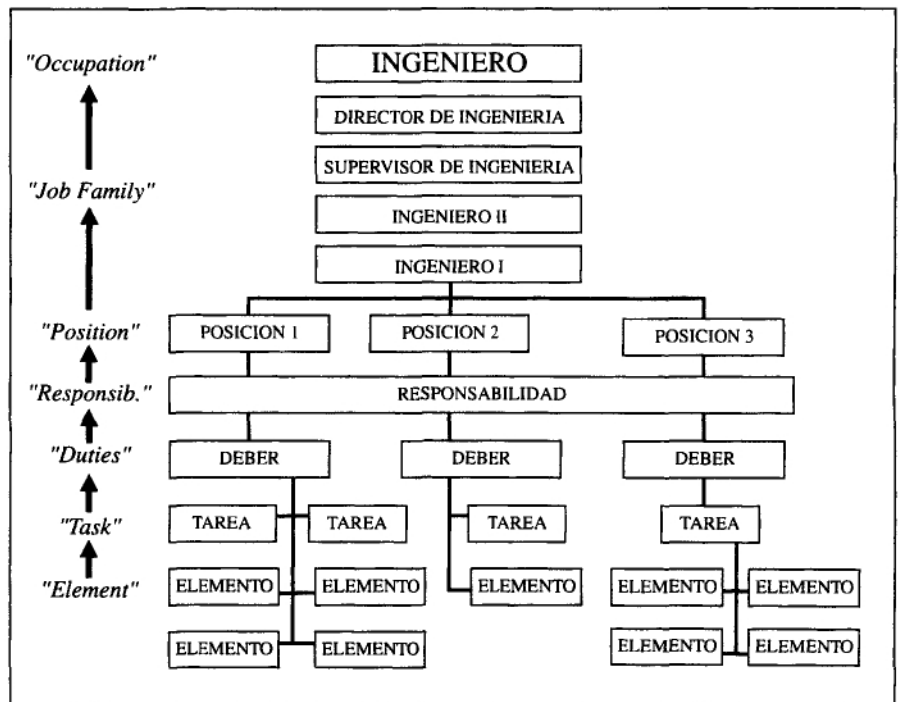 "Occupation" INGENIERO
DIRECTOR DE INGENIERIA
SUPERVISOR DE INGENIERIA
"Job Family"
INGENIERO II
INGENIERO I
"Position" POSICION 1 POSICION 2 POSICION 3
"Responsib." RESPONSABILIDAD
"Duties" DEBER DEBER DEBER
"Task" TAREA TAREA TAREA TAREA
"Element" ELEMENTO ELEMENTO ELEMENTO ELEMENTO ELEMENTO
ELEMENTO ELEMENTO ELEMENTO ELEMENTO